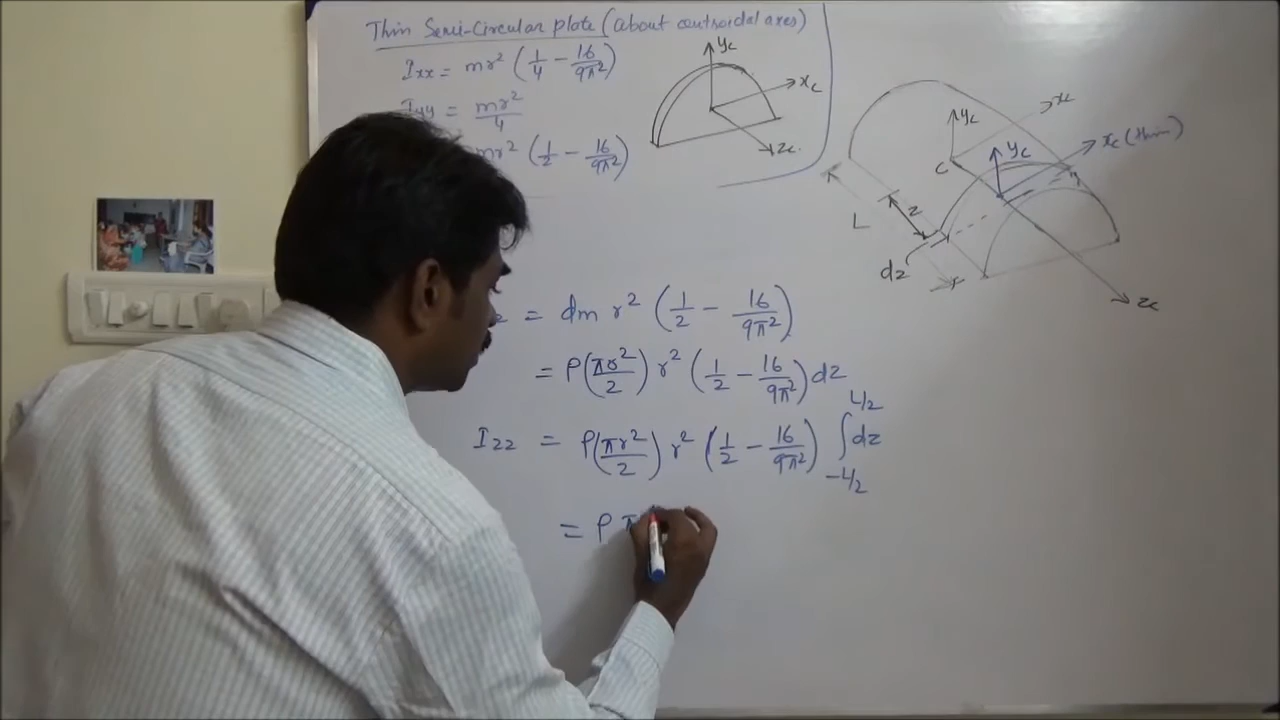 Thin Semi-Circular plate (about centroidal axes)
Ixx = mr² (1/4 − 16/9π²)
Iyy = mr²/4
mr² (1/2 − 16/9π²)
yc
xc
zc
yc
xc
C
yc
xc (thin)
L
z
dz
r
zc
z = dm r² (1/2 − 16/9π²)
= ρ(πr²/2) r² (1/2 − 16/9π²) dz
Izz = ρ(πr²/2) r² (1/2 − 16/9π²) ∫ dz
L/2
-L/2
= ρ π